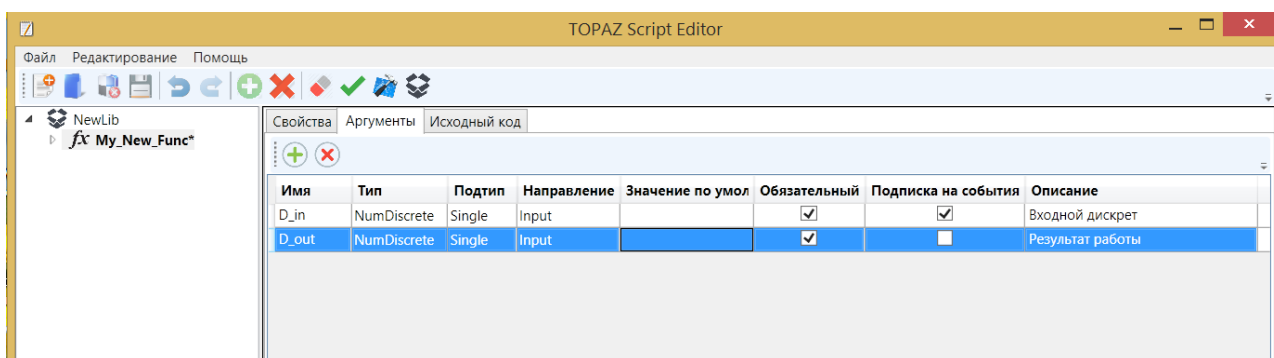 TOPAZ Script Editor
Файл Редактирование Помощь
NewLib
fx My_New_Func*
Свойства Аргументы Исходный код
Имя Тип Подтип Направление Значение по умол Обязательный Подписка на события Описание
D_in NumDiscrete Single Input Входной дискрет
D_out NumDiscrete Single Input Результат работы